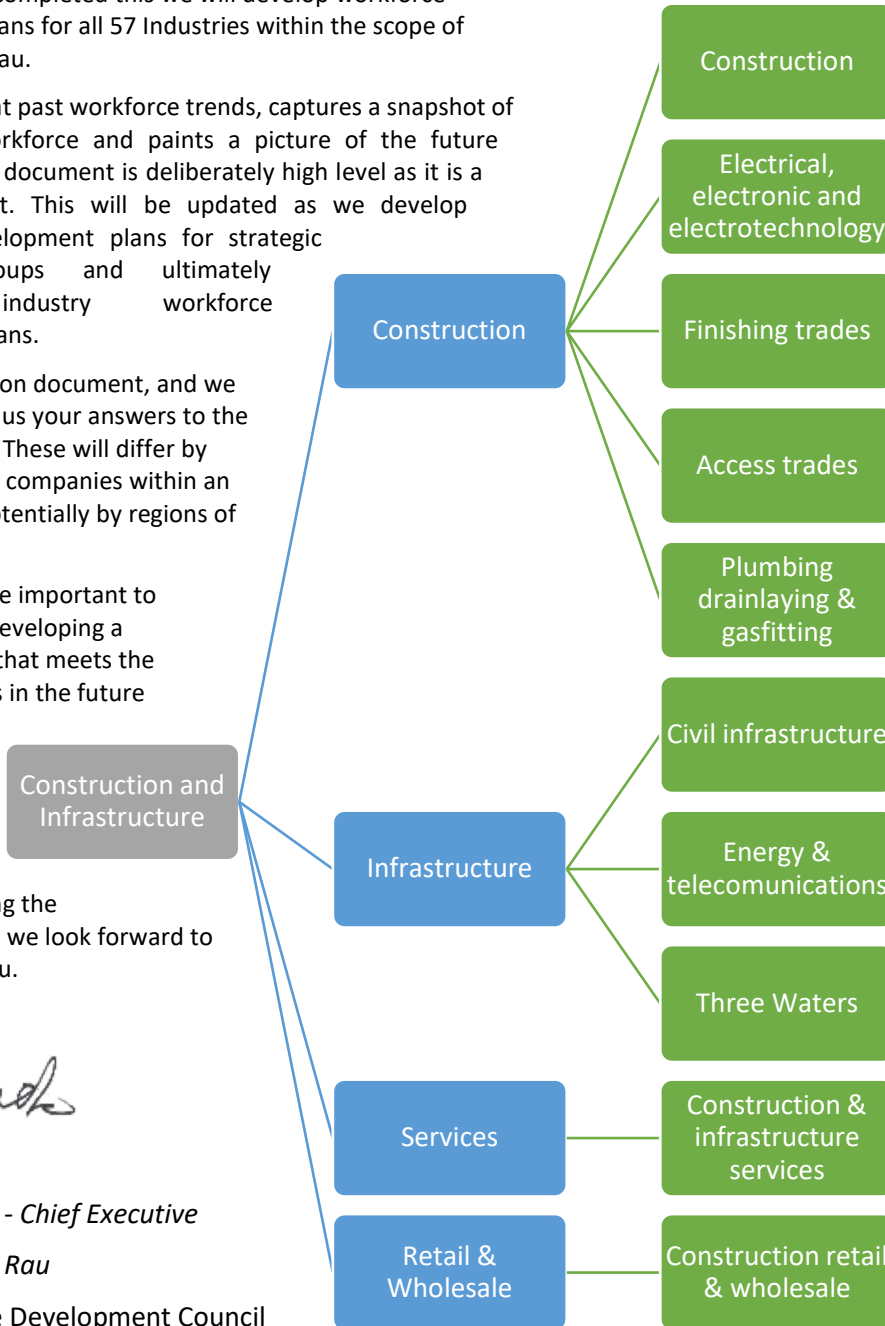 completed this we will develop workforce
ans for all 57 Industries within the scope of
au.
t past workforce trends, captures a snapshot of
rkforce and paints a picture of the future
document is deliberately high level as it is a
t. This will be updated as we develop
elopment plans for strategic
oups and ultimately
industry workforce
ans.
on document, and we
us your answers to the
These will differ by
companies within an
otentially by regions of
e important to
eveloping a
that meets the
s in the future
ng the
we look forward to
u.
- Chief Executive
Rau
e Development Council
Construction and
Infrastructure
Construction
Infrastructure
Services
Retail &
Wholesale
Construction
Electrical,
electronic and
electrotechnology
Finishing trades
Access trades
Plumbing
drainlaying &
gasfitting
Civil infrastructure
Energy &
telecomunications
Three Waters
Construction &
infrastructure
services
Construction retail
& wholesale